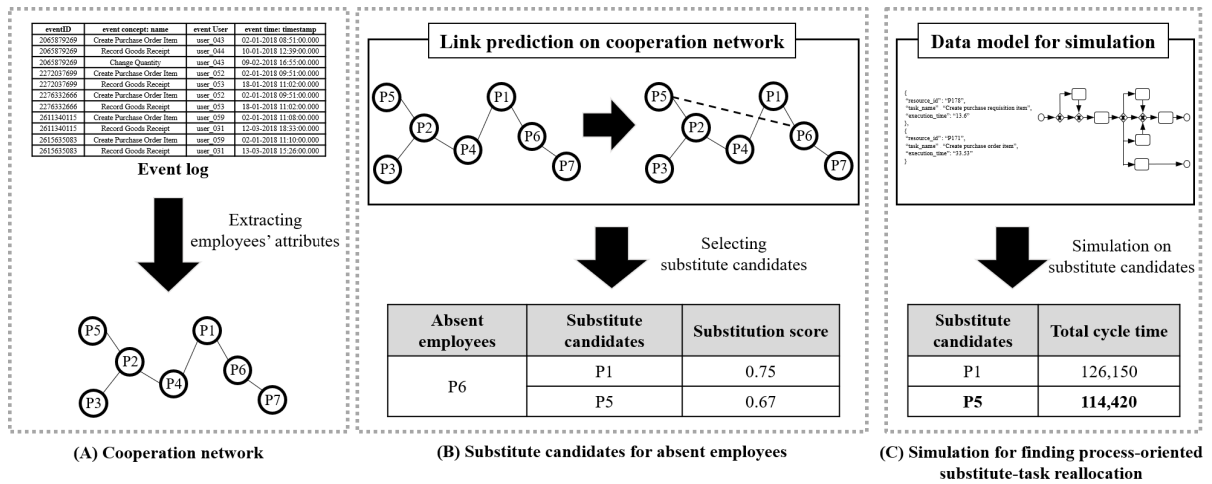 eventID event concept: name event User event time: timestamp
2065879269 Create Purchase Order Item user_043 02-01-2018 08:51:00.000
2065879269 Record Goods Receipt user_044 10-01-2018 12:39:00.000
2065879269 Change Quantity user_043 09-02-2018 16:55:00.000
2272037699 Create Purchase Order Item user_052 02-01-2018 09:51:00.000
2272037699 Record Goods Receipt user_053 18-01-2018 11:02:00.000
2276332666 Create Purchase Order Item user_052 02-01-2018 09:51:00.000
2276332666 Record Goods Receipt user_053 18-01-2018 11:02:00.000
2611340115 Create Purchase Order Item user_059 02-01-2018 11:08:00.000
2611340115 Record Goods Receipt user_031 12-03-2018 18:33:00.000
2615635083 Create Purchase Order Item user_059 02-01-2018 11:10:00.000
2615635083 Record Goods Receipt user_031 13-03-2018 15:26:00.000
Event log
Extracting
employees’ attributes
P5
P1
P2
P6
P4
P3
P7
(A) Cooperation network
Link prediction on cooperation network
P5
P1
P2
P6
P4
P3
P7
P5
P1
P2
P6
P4
P3
P7
Selecting
substitute candidates
Absent employees Substitute candidates Substitution score
P6 P1 0.75
P5 0.67
(B) Substitute candidates for absent employees
Data model for simulation
{
"resource_id": "P178",
"task_name" "Create purchase requisition item",
"execution_time": "13.6"
},
{
"resource_id": "P171",
"task_name" "Create purchase order item",
"execution_time": "33.53"
}
Simulation on
substitute candidates
Substitute candidates Total cycle time
P1 126,150
P5 114,420
(C) Simulation for finding process-oriented
substitute-task reallocation